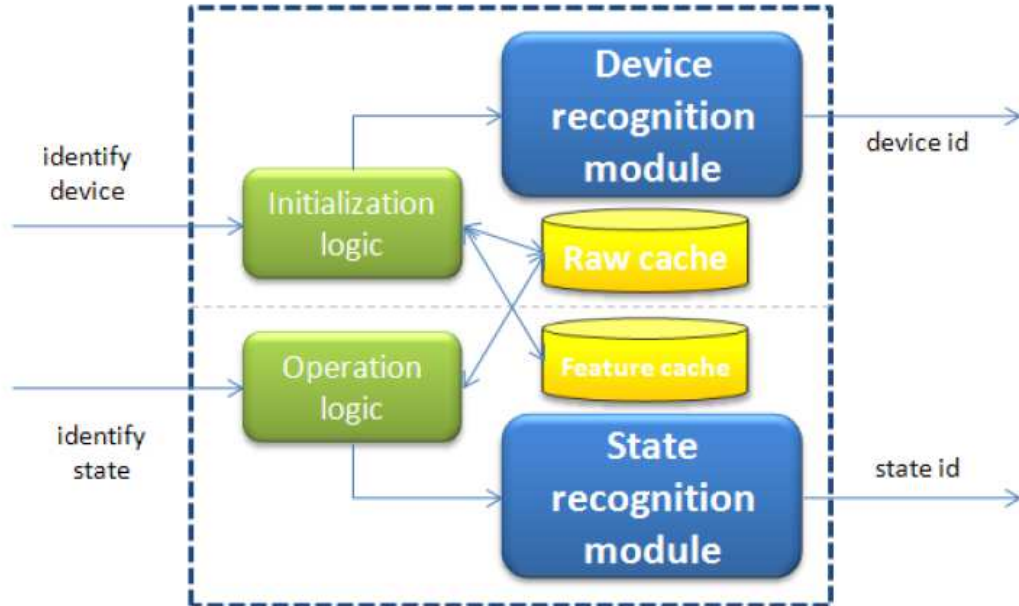 Device
recognition
module
identify
device
device id
Initialization
logic
Raw cache
Operation
logic
Feature cache
identify
state
State
recognition
module
state id